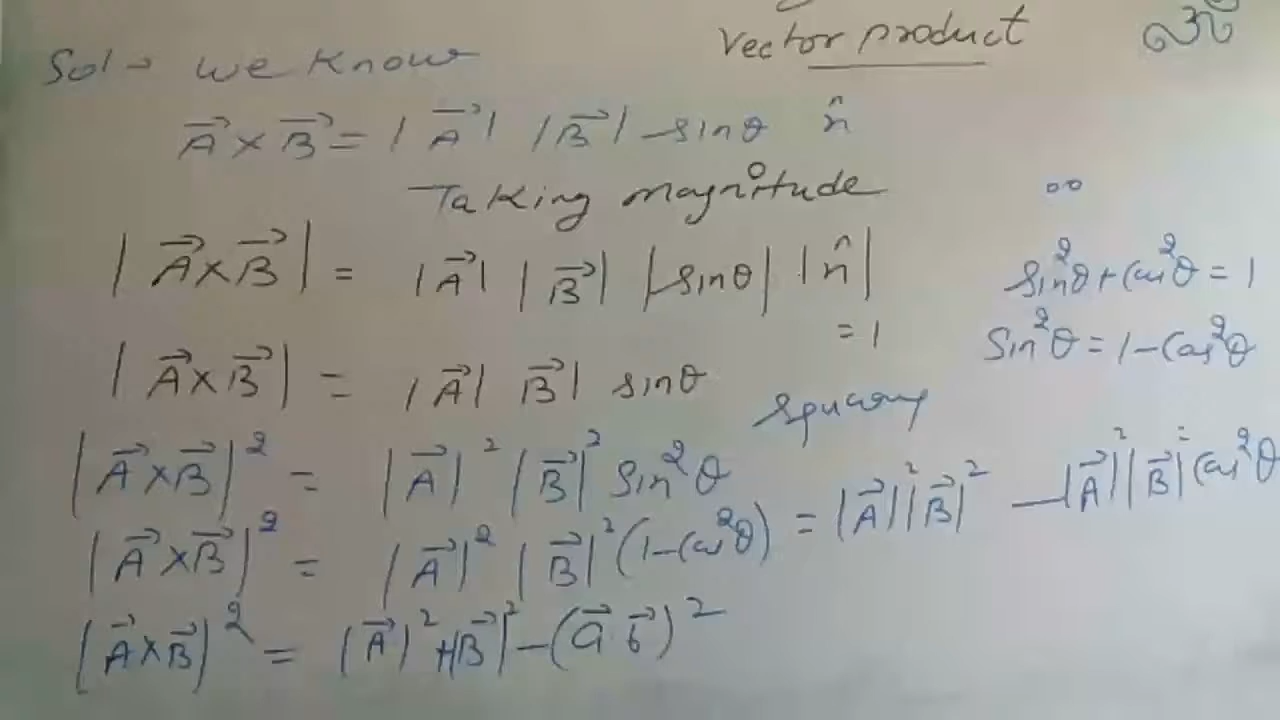 Vector product
Sol → we know
A⃗ × B⃗ = |A⃗| |B⃗| sinθ n̂
Taking magnitude
|A⃗×B⃗| = |A⃗| |B⃗| |sinθ| |n̂|
= 1
sin²θ + cos²θ = 1
Sin²θ = 1 - Cos²θ
|A⃗×B⃗| = |A⃗| B⃗| sinθ
squaring
|A⃗×B⃗|² = |A⃗|² |B⃗|² Sin²θ
|A⃗×B⃗|² = |A⃗|² |B⃗|² (1-Cos²θ) = |A⃗|² |B⃗|² - |A⃗|² |B⃗|² Cos²θ
|A⃗×B⃗|² = |A⃗|² +|B⃗|² - (a⃗.b⃗)²